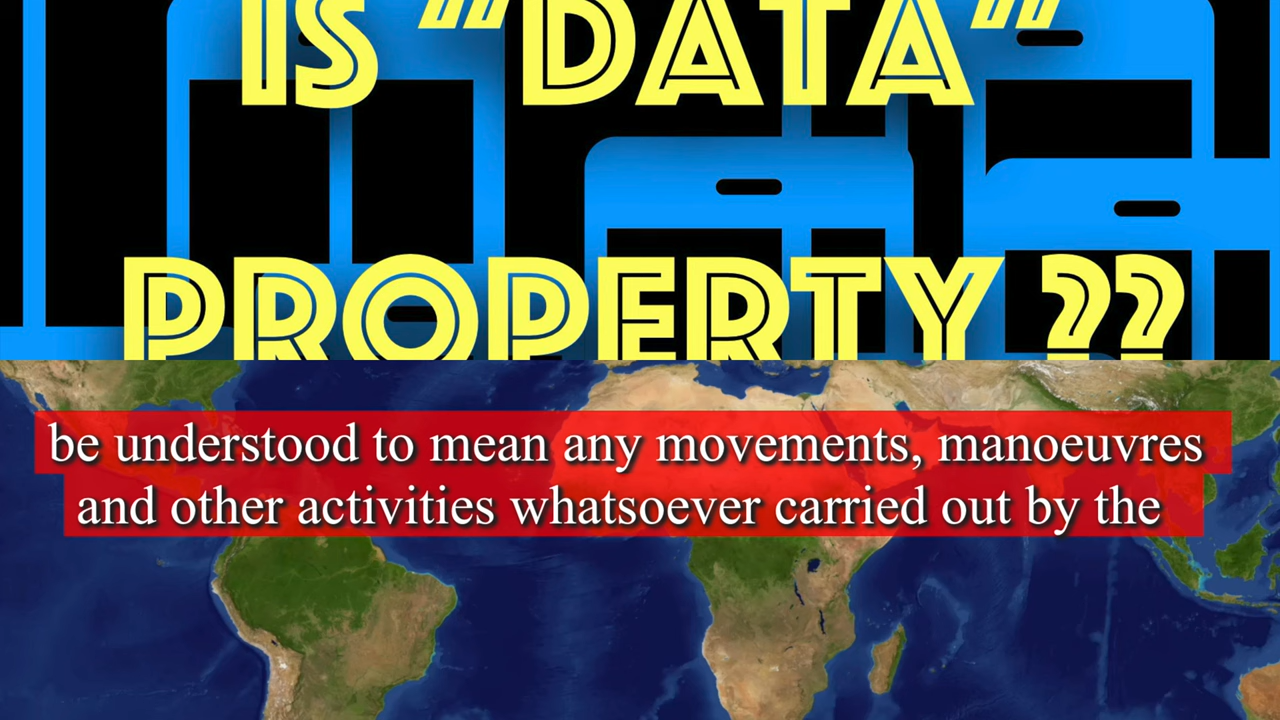 IS "DATA"
PROPERTY ??
be understood to mean any movements, manoeuvres
and other activities whatsoever carried out by the